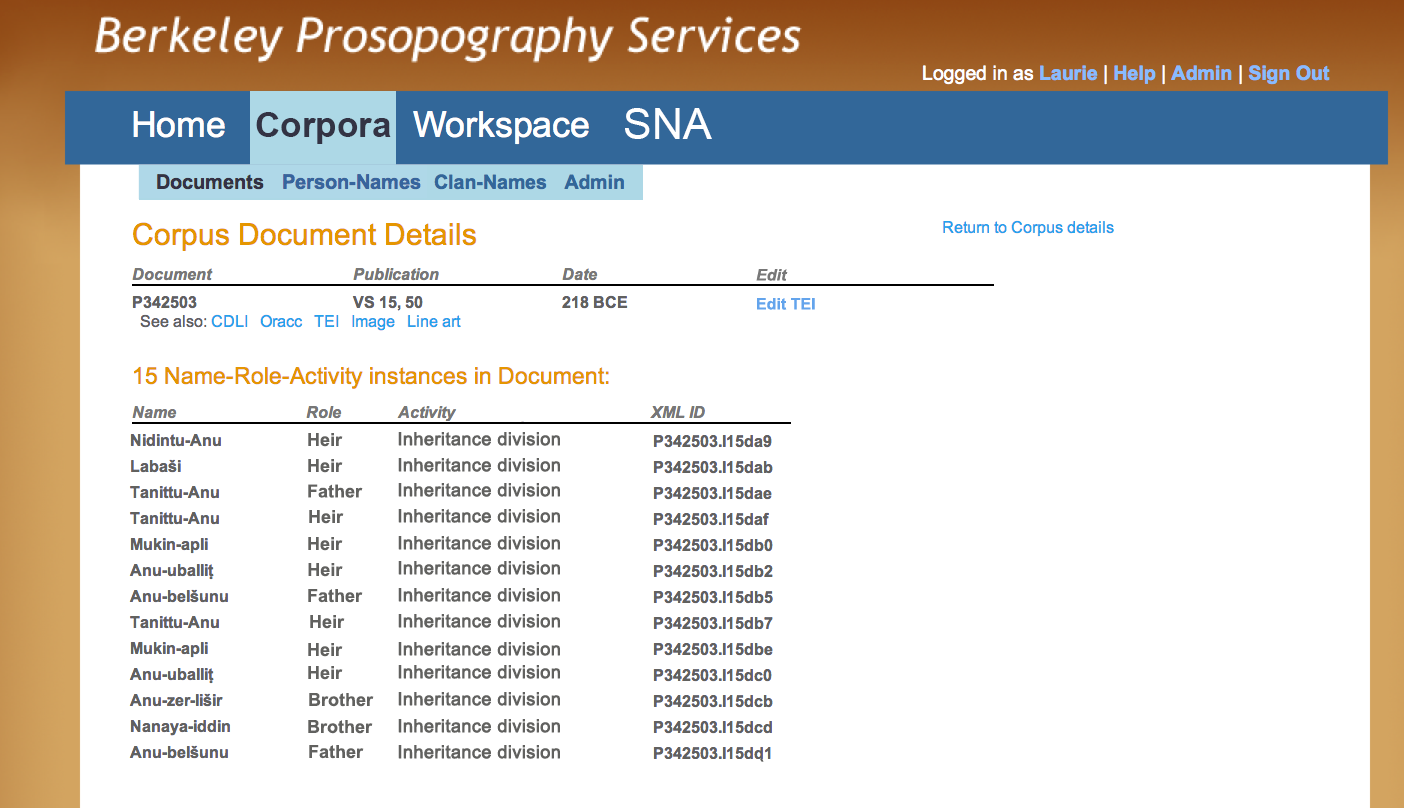 Berkeley Prosopography Services
Logged in as Laurie | Help | Admin | Sign Out
Home Corpora Workspace SNA
Documents Person-Names Clan-Names Admin
Corpus Document Details Return to Corpus details
Document Publication Date Edit
P342503 VS 15, 50 218 BCE Edit TEI
See also: CDLI Oracc TEI Image Line art
15 Name-Role-Activity instances in Document:
Name Role Activity XML ID
Nidintu-Anu Heir Inheritance division P342503.l15da9
Labaši Heir Inheritance division P342503.l15dab
Tanittu-Anu Father Inheritance division P342503.l15dae
Tanittu-Anu Heir Inheritance division P342503.l15daf
Mukin-apli Heir Inheritance division P342503.l15db0
Anu-uballiṭ Heir Inheritance division P342503.l15db2
Anu-belšunu Father Inheritance division P342503.l15db5
Tanittu-Anu Heir Inheritance division P342503.l15db7
Mukin-apli Heir Inheritance division P342503.l15dbe
Anu-uballiṭ Heir Inheritance division P342503.l15dc0
Anu-zer-lišir Brother Inheritance division P342503.l15dcb
Nanaya-iddin Brother Inheritance division P342503.l15dcd
Anu-belšunu Father Inheritance division P342503.l15dq1